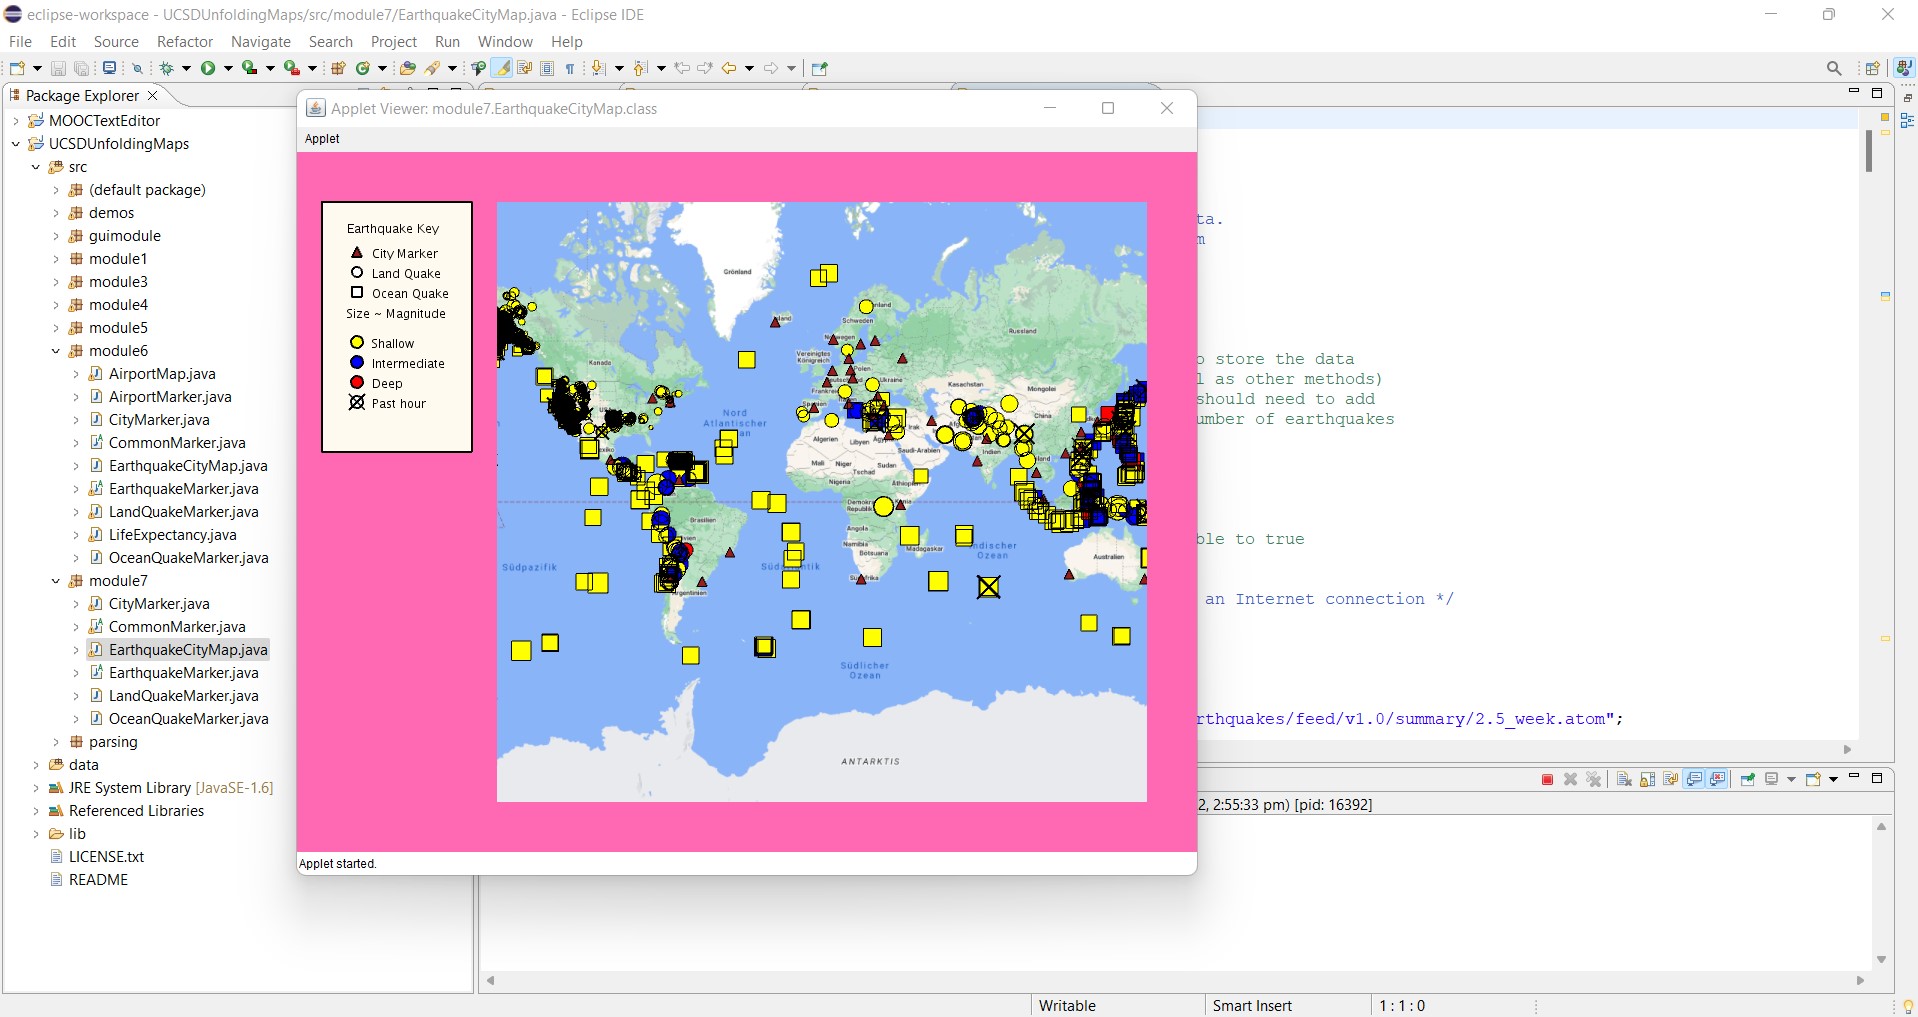 eclipse-workspace - UCSDUnfoldingMaps/src/module7/EarthquakeCityMap.java - Eclipse IDE
File Edit Source Refactor Navigate Search Project Run Window Help
Package Explorer
MOOCTextEditor
UCSDUnfoldingMaps
src
(default package)
demos
guimodule
module1
module3
module4
module5
module6
AirportMap.java
AirportMarker.java
CityMarker.java
CommonMarker.java
EarthquakeCityMap.java
EarthquakeMarker.java
LandQuakeMarker.java
LifeExpectancy.java
OceanQuakeMarker.java
module7
CityMarker.java
CommonMarker.java
EarthquakeCityMap.java
EarthquakeMarker.java
LandQuakeMarker.java
OceanQuakeMarker.java
parsing
data
JRE System Library [JavaSE-1.6]
Referenced Libraries
lib
LICENSE.txt
README
Applet Viewer: module7.EarthquakeCityMap.class
Applet
Earthquake Key
City Marker
Land Quake
Ocean Quake
Size ~ Magnitude
Shallow
Intermediate
Deep
Past hour
Grönland
Schweden
Russland
Norwegen
Vereinigtes
Königreich
Kanada
Polen
Ukraine
Kasachstan
Mongolei
China
Nord
Atlantischer
Algerien
Libyen
Irak
Saudi-Arabien
Indien
Mali
Niger
Sudan
Tschad
Nigeria
Äthiopien
Demokr
Republik
Brasilien
Angola
Namibia
Botsuana
Madagaskar
Indischer
Ozean
Australien
Südpazifik
Argentinien
Südlicher
Ozean
ANTARKTIS
Applet started.
ta.
m
o store the data
l as other methods)
should need to add
umber of earthquakes
ble to true
an Internet connection */
rthquakes/feed/v1.0/summary/2.5_week.atom";
2, 2:55:33 pm) [pid: 16392]
Writable Smart Insert 1 : 1 : 0